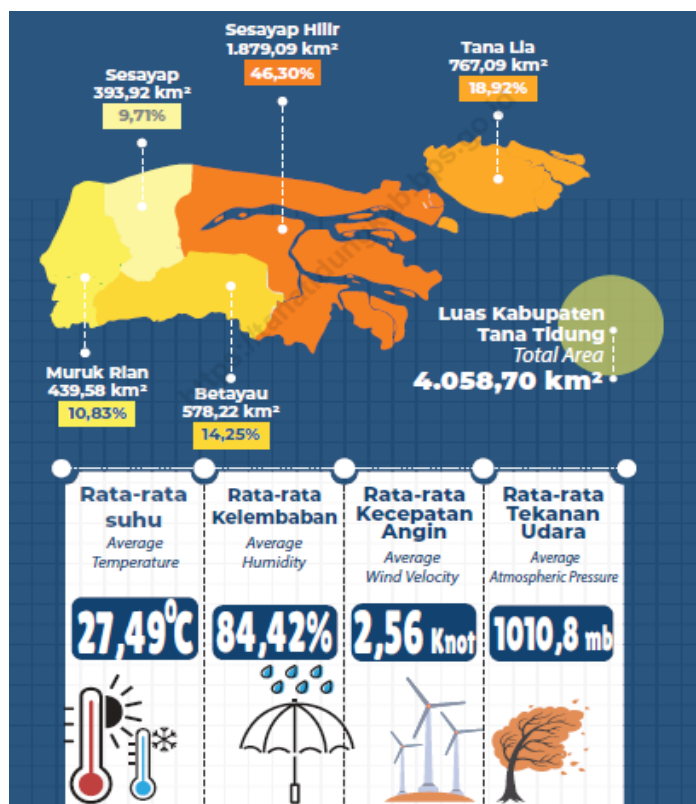 Sesayap Hilir
1.879,09 km²
46,30%
Tana Lia
767,09 km²
18,92%
Sesayap
393,92 km²
9,71%
Luas Kabupaten
Tana Tidung
Total Area
4.058,70 km²
Muruk Rian
439,58 km²
10,83%
Betayau
578,22 km²
14,25%
Rata-rata
suhu
Average
Temperature
27,49°C
Rata-rata
Kelembaban
Average
Humidity
84,42%
Rata-rata
Kecepatan
Angin
Average
Wind Velocity
2,56 Knot
Rata-rata
Tekanan
Udara
Average
Atmospheric Pressure
1010,8 mb